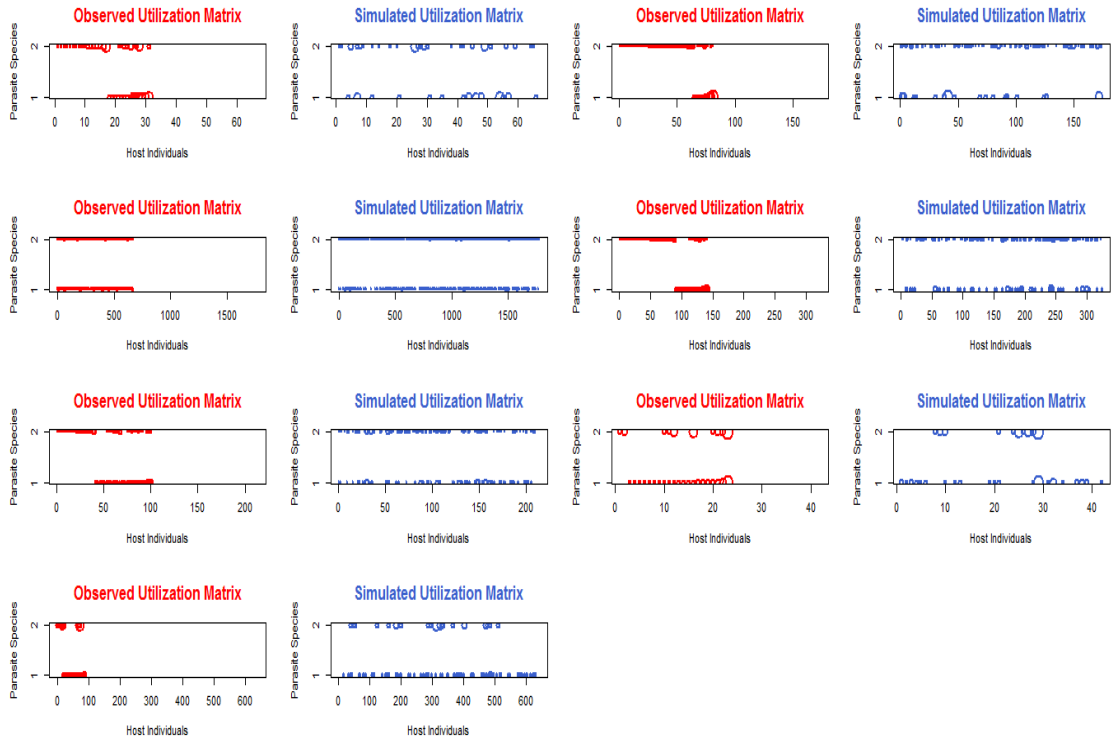 Observed Utilization Matrix Simulated Utilization Matrix Observed Utilization Matrix Simulated Utilization Matrix
Parasite Species Parasite Species Parasite Species Parasite Species
2 2 2 2
1 1 1 1
0 10 20 30 40 50 60 0 10 20 30 40 50 60 0 50 100 150 0 50 100 150
Host Individuals Host Individuals Host Individuals Host Individuals
Observed Utilization Matrix Simulated Utilization Matrix Observed Utilization Matrix Simulated Utilization Matrix
Parasite Species Parasite Species Parasite Species Parasite Species
2 2 2 2
1 1 1 1
0 500 1000 1500 0 500 1000 1500 0 50 100 150 200 250 300 0 50 100 150 200 250 300
Host Individuals Host Individuals Host Individuals Host Individuals
Observed Utilization Matrix Simulated Utilization Matrix Observed Utilization Matrix Simulated Utilization Matrix
Parasite Species Parasite Species Parasite Species Parasite Species
2 2 2 2
1 1 1 1
0 50 100 150 200 0 50 100 150 200 0 10 20 30 40 0 10 20 30 40
Host Individuals Host Individuals Host Individuals Host Individuals
Observed Utilization Matrix Simulated Utilization Matrix
Parasite Species Parasite Species
2 2
1 1
0 100 200 300 400 500 600 0 100 200 300 400 500 600
Host Individuals Host Individuals